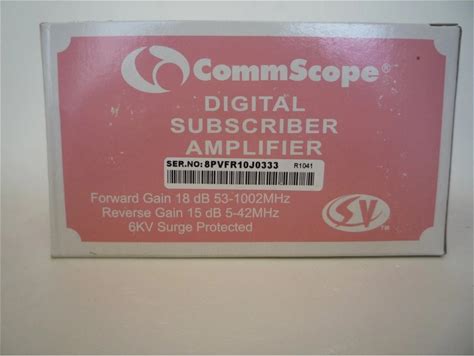 CommScope®
DIGITAL
SUBSCRIBER
AMPLIFIER
SER.NO: 8PVFR10J0333 R1041
Forward Gain 18 dB 53-1002MHz
Reverse Gain 15 dB 5-42MHz
6KV Surge Protected
SV™